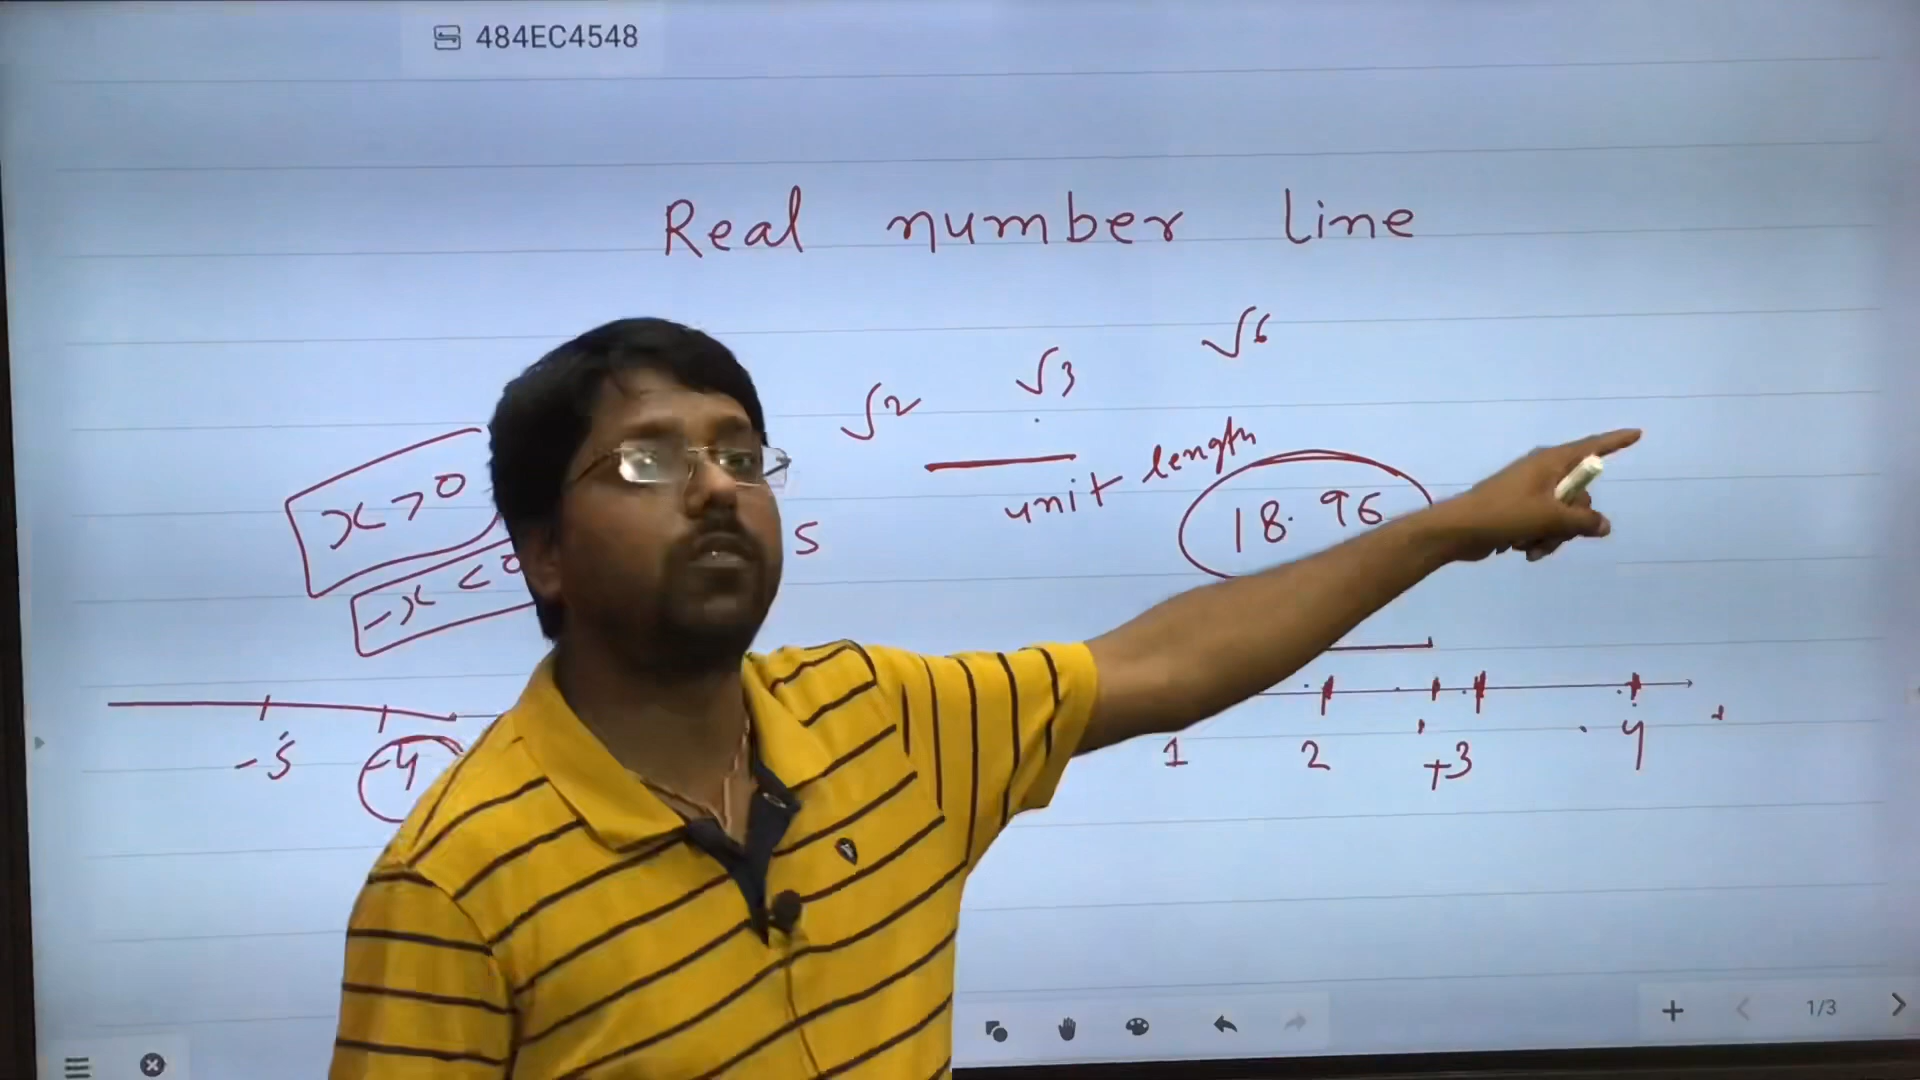 484EC4548
Real number line
√6
√3
√2
unit length
x > 0
18.96
-x < 0
5
-5 -4 1 2 +3 4
1/3